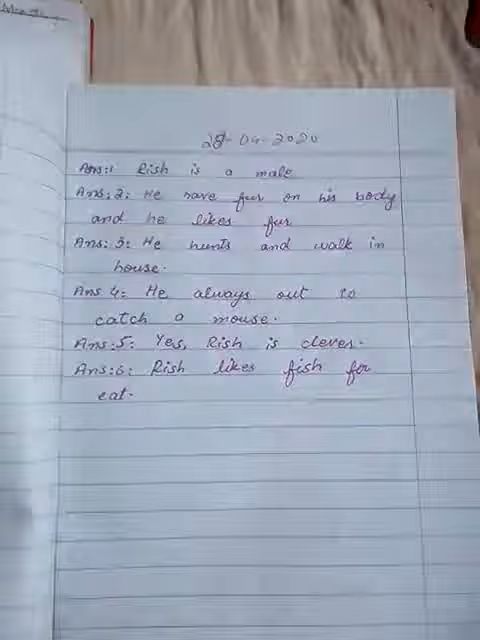 28-04-2020
Ans:1 Rish is a male
Ans:2: He have fur on his body
and he likes fur
Ans:3: He hunts and walk in
house.
Ans 4: He always out to
catch a mouse.
Ans:5: Yes, Rish is clever.
Ans:6: Rish likes fish for
eat.